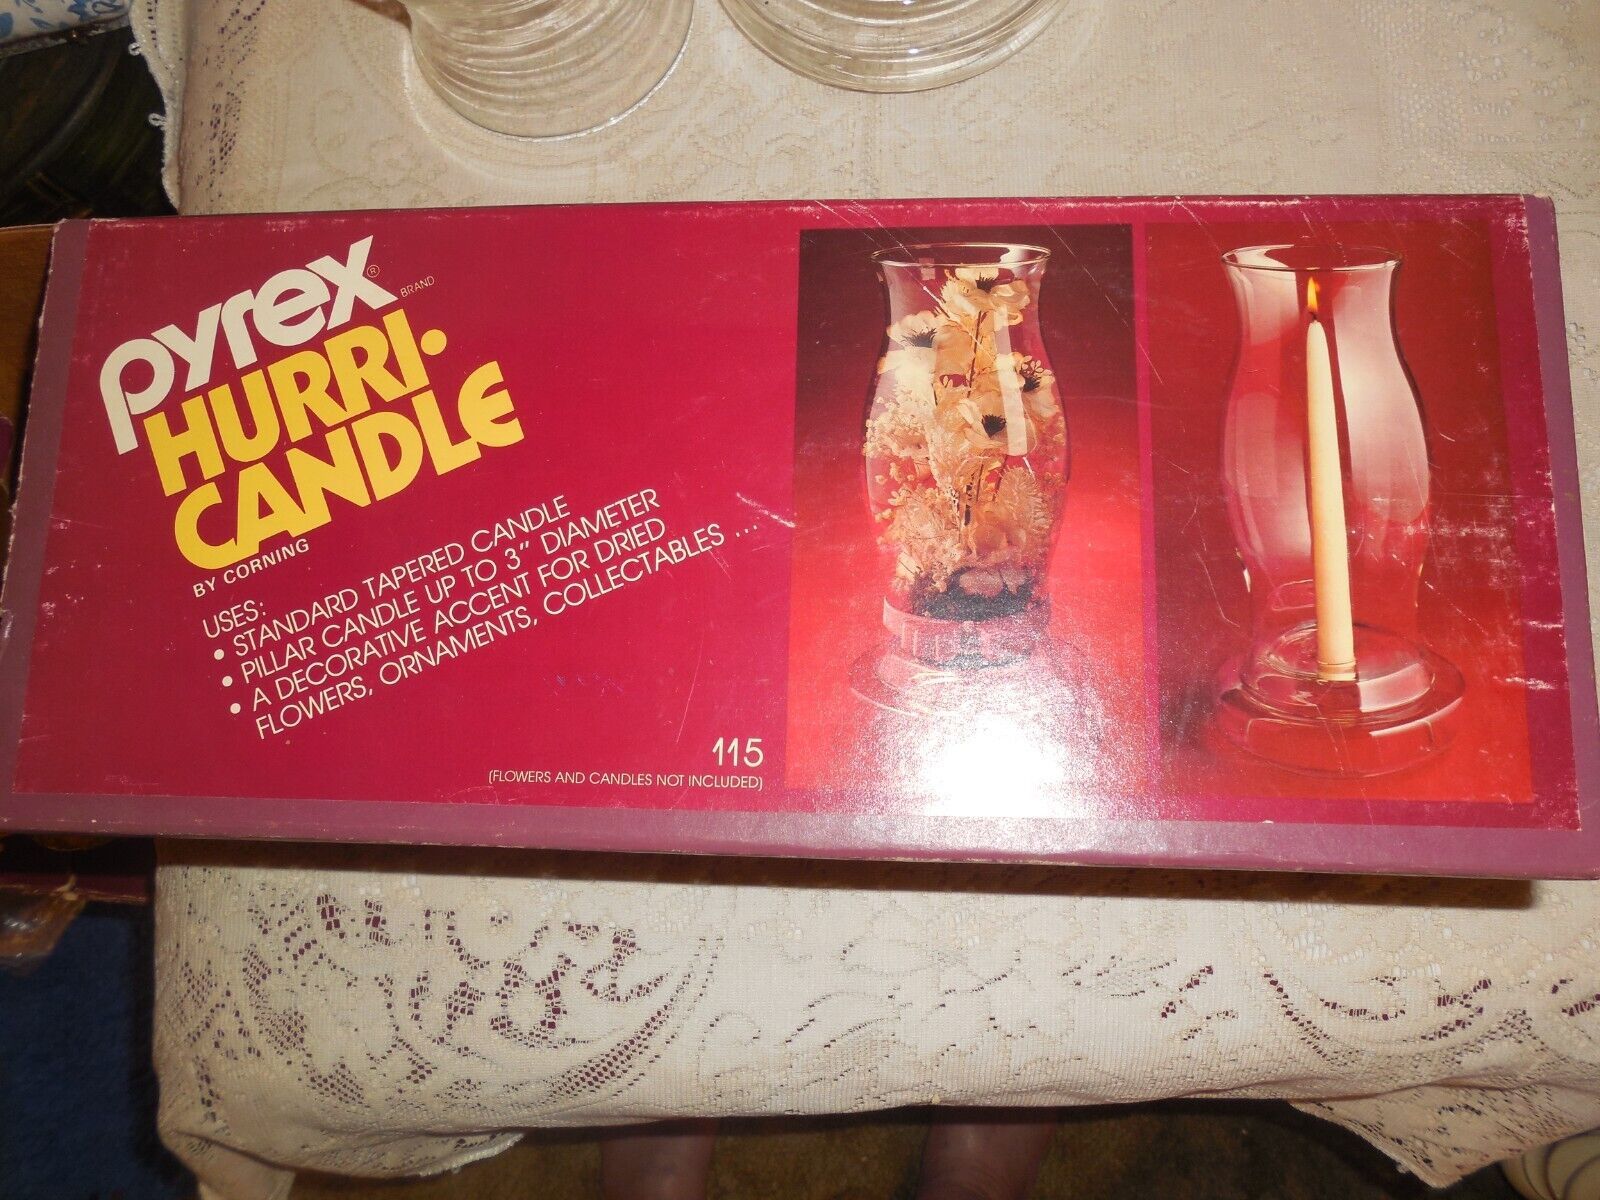 pyrex® BRAND
HURRI•
CANDLE
BY CORNING
USES:
• STANDARD TAPERED CANDLE
• PILLAR CANDLE UP TO 3" DIAMETER
• A DECORATIVE ACCENT FOR DRIED
FLOWERS, ORNAMENTS, COLLECTABLES ...
115
(FLOWERS AND CANDLES NOT INCLUDED)